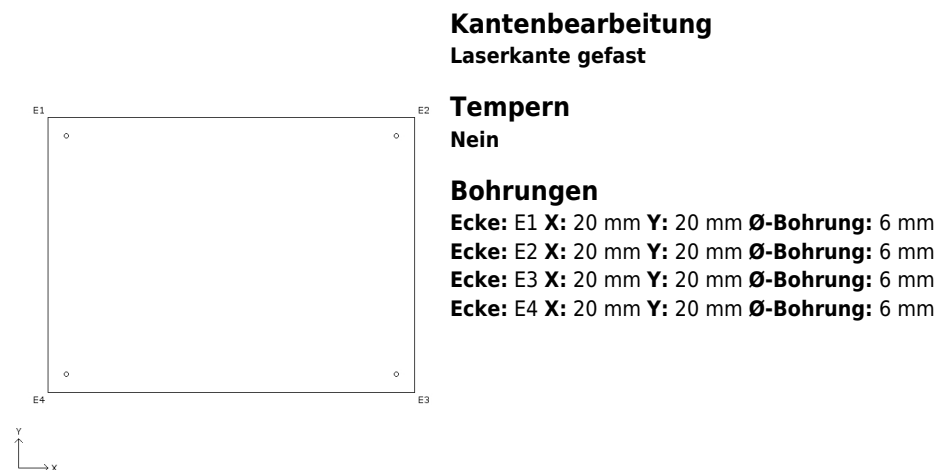 Kantenbearbeitung
Laserkante gefast
E1
E2
Tempern
Nein
Bohrungen
Ecke: E1 X: 20 mm Y: 20 mm Ø-Bohrung: 6 mm
Ecke: E2 X: 20 mm Y: 20 mm Ø-Bohrung: 6 mm
Ecke: E3 X: 20 mm Y: 20 mm Ø-Bohrung: 6 mm
Ecke: E4 X: 20 mm Y: 20 mm Ø-Bohrung: 6 mm
E4
E3
Y
X